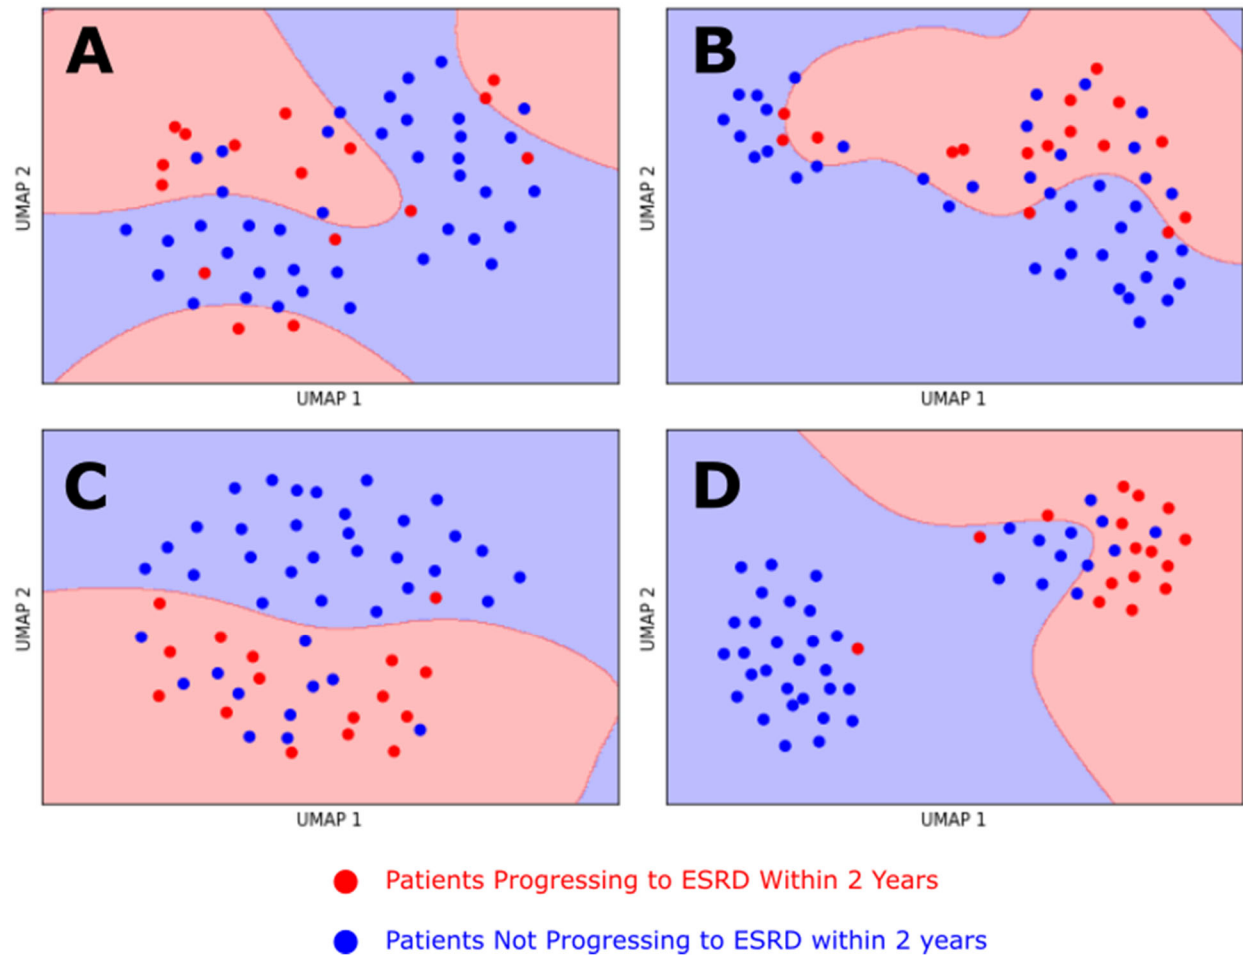 A
B
UMAP 2
UMAP 2
UMAP 1
UMAP 1
C
D
UMAP 2
UMAP 2
UMAP 1
UMAP 1
Patients Progressing to ESRD Within 2 Years
Patients Not Progressing to ESRD within 2 years